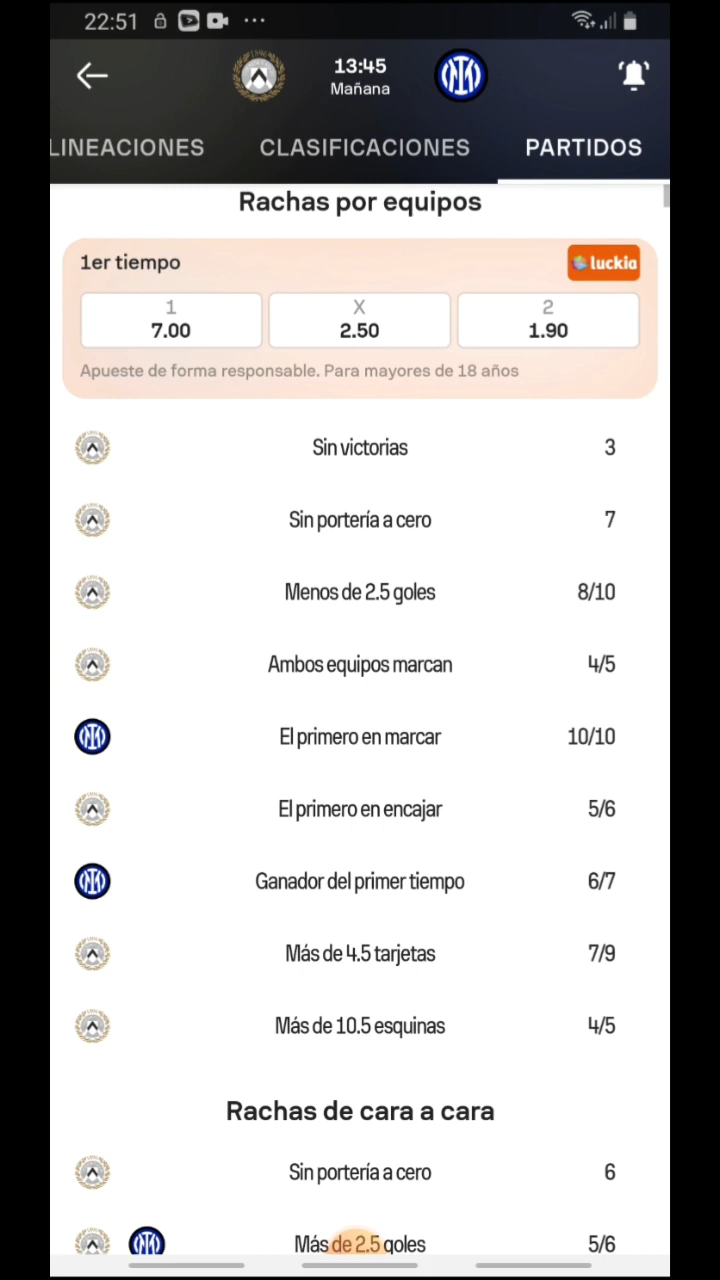 22:51
13:45
Mañana
LINEACIONES CLASIFICACIONES PARTIDOS
Rachas por equipos
1er tiempo luckia
1 X 2
7.00 2.50 1.90
Apueste de forma responsable. Para mayores de 18 años
Sin victorias 3
Sin portería a cero 7
Menos de 2.5 goles 8/10
Ambos equipos marcan 4/5
El primero en marcar 10/10
El primero en encajar 5/6
Ganador del primer tiempo 6/7
Más de 4.5 tarjetas 7/9
Más de 10.5 esquinas 4/5
Rachas de cara a cara
Sin portería a cero 6
Más de 2.5 goles 5/6